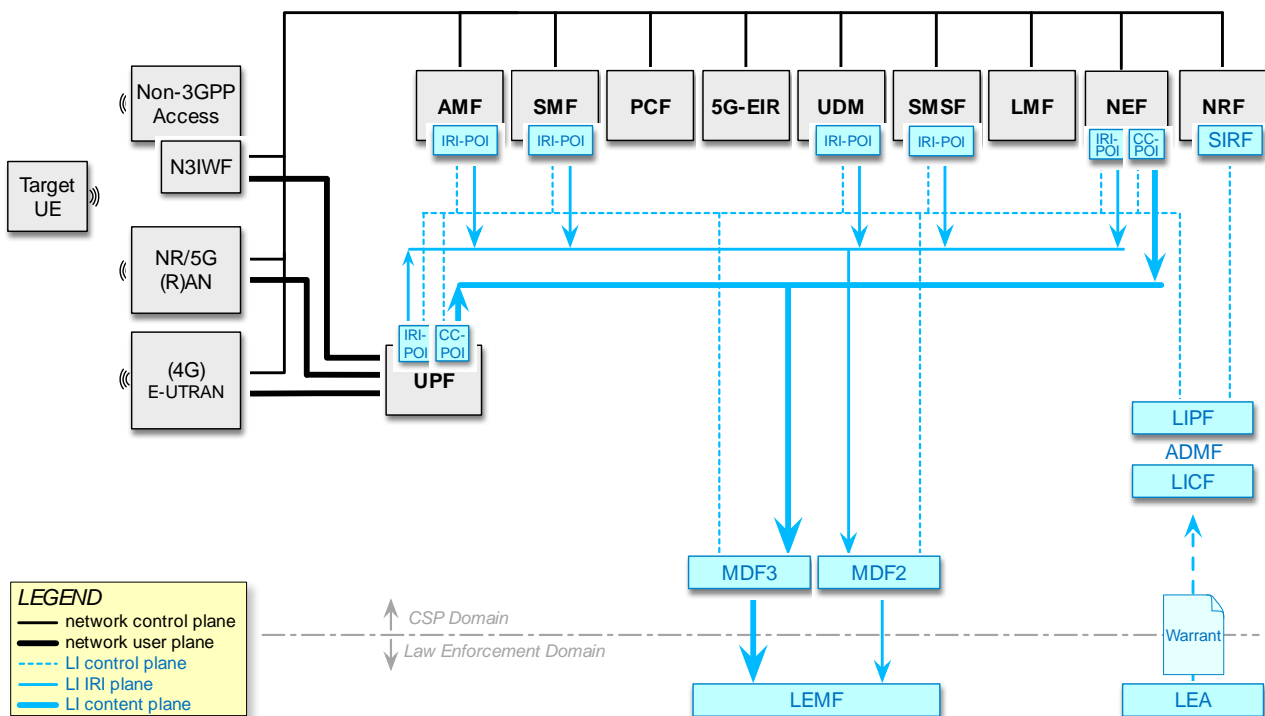 Non-3GPP
Access
N3IWF
Target
UE
NR/5G
(R)AN
(4G)
E-UTRAN
AMF
SMF
PCF
5G-EIR
UDM
SMSF
LMF
NEF
NRF
IRI-POI
IRI-POI
IRI-POI
IRI-POI
IRI-
POI
CC-
POI
SIRF
IRI-
POI
CC-
POI
UPF
LIPF
ADMF
LICF
MDF3
MDF2
LEGEND
network control plane
network user plane
LI control plane
LI IRI plane
LI content plane
CSP Domain
Law Enforcement Domain
Warrant
LEMF
LEA